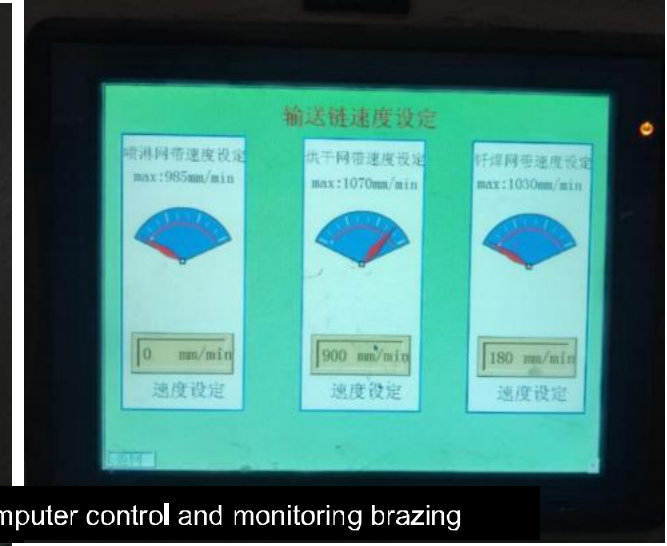 输送链速度设定
喷淋网带速度设定
max:985mm/min
0 mm/min
速度设定
烘干网带速度设定
max:1070mm/min
900 mm/min
速度设定
钎焊网带速度设定
max:1030mm/min
180 mm/min
速度设定
mputer control and monitoring brazing